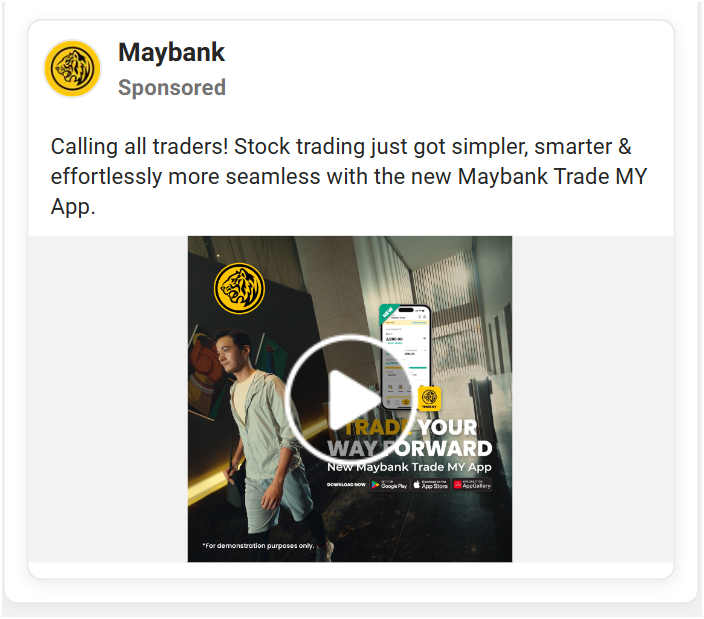 Maybank
Sponsored
Calling all traders! Stock trading just got simpler, smarter &
effortlessly more seamless with the new Maybank Trade MY
App.
NEW
TRADE MY
TRADE YOUR
WAY FORWARD
New Maybank Trade MY App
DOWNLOAD NOW
GET IT ON
Google Play
Download on the
App Store
EXPLORE IT ON
AppGallery
*For demonstration purposes only.